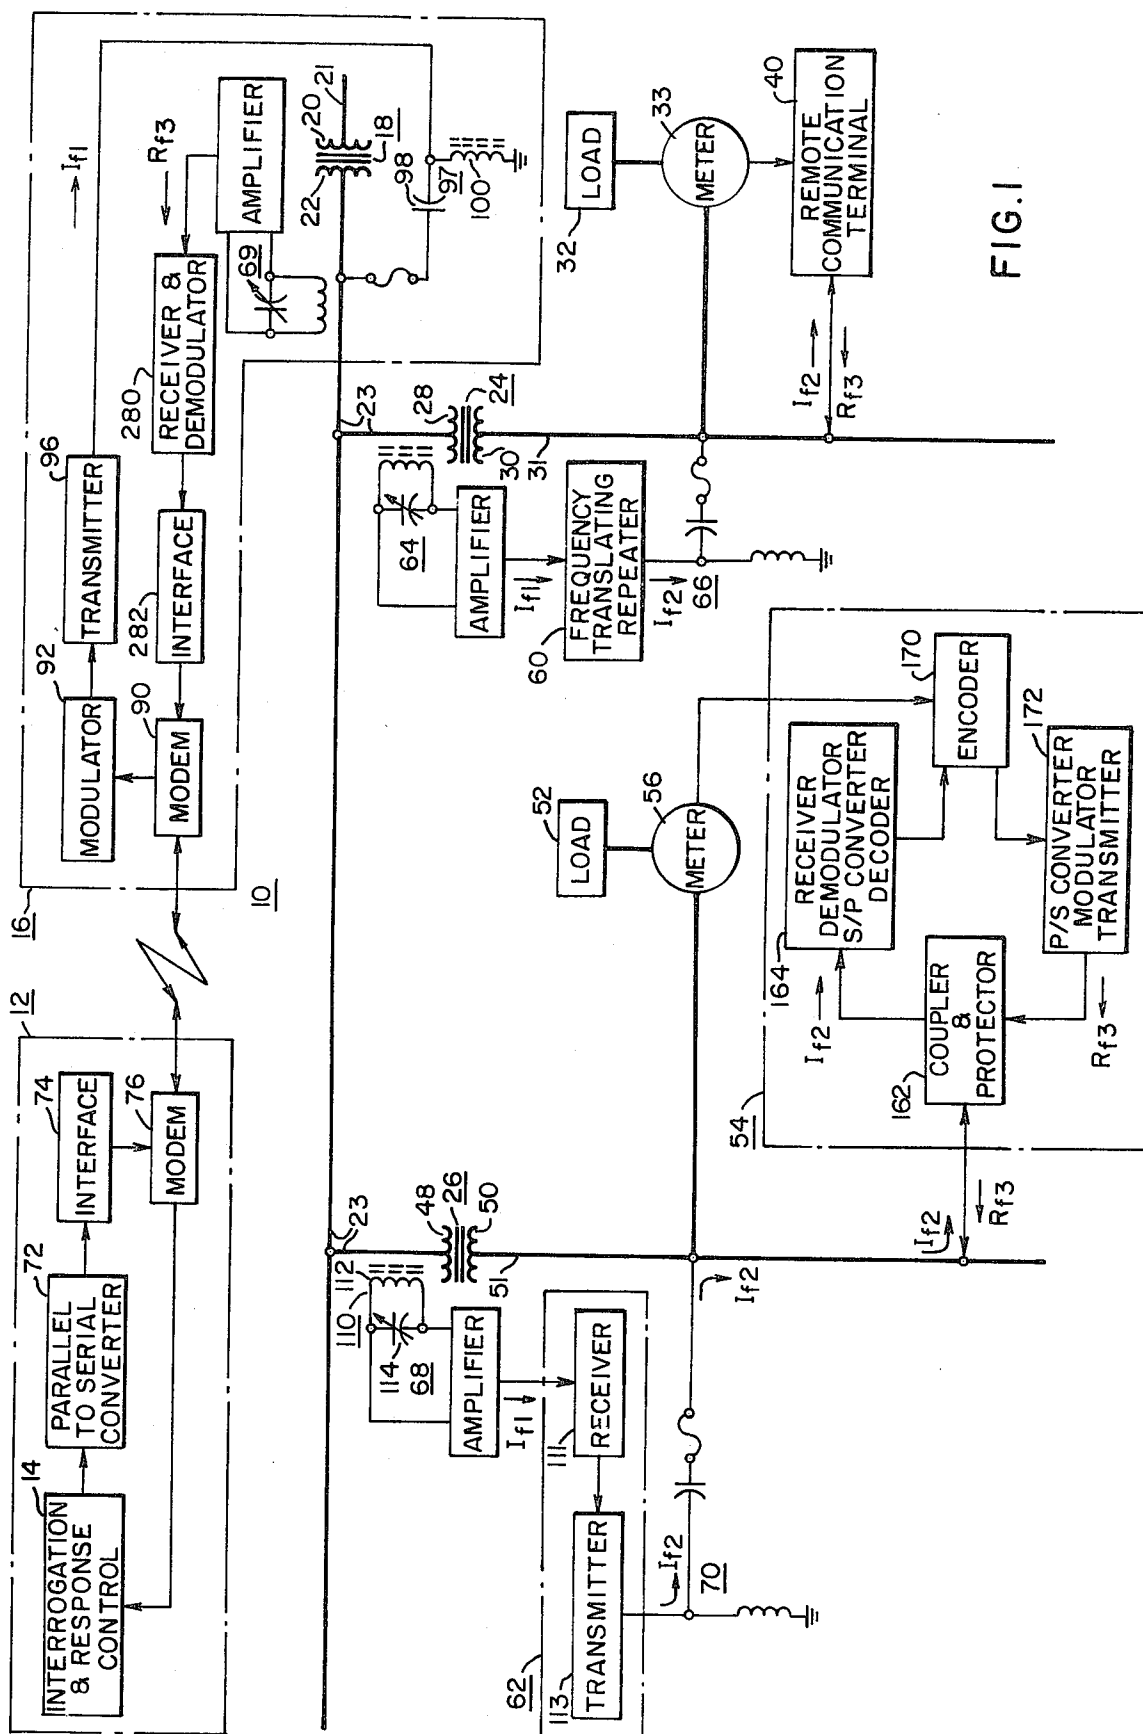 12
14
INTERROGATION
& RESPONSE
CONTROL
72
PARALLEL
TO SERIAL
CONVERTER
74
INTERFACE
76
MODEM
10
16
92
MODULATOR
96
TRANSMITTER
If1
90
MODEM
282
INTERFACE
280
RECEIVER &
DEMODULATOR
Rf3
69
AMPLIFIER
22
20
21
18
98
97
100
23
110
112
114
68
48
26
50
51
AMPLIFIER
If1
62
111
RECEIVER
113
TRANSMITTER
If2
70
If2
If2
Rf3
52
LOAD
56
METER
54
162
COUPLER
&
PROTECTOR
If2
164
RECEIVER
DEMODULATOR
S/P CONVERTER
DECODER
170
ENCODER
172
P/S CONVERTER
MODULATOR
TRANSMITTER
Rf3
23
28
24
30
31
64
AMPLIFIER
If1
60
FREQUENCY
TRANSLATING
REPEATER
If2
66
32
LOAD
33
METER
40
REMOTE
COMMUNICATION
TERMINAL
If2
Rf3
FIG.1